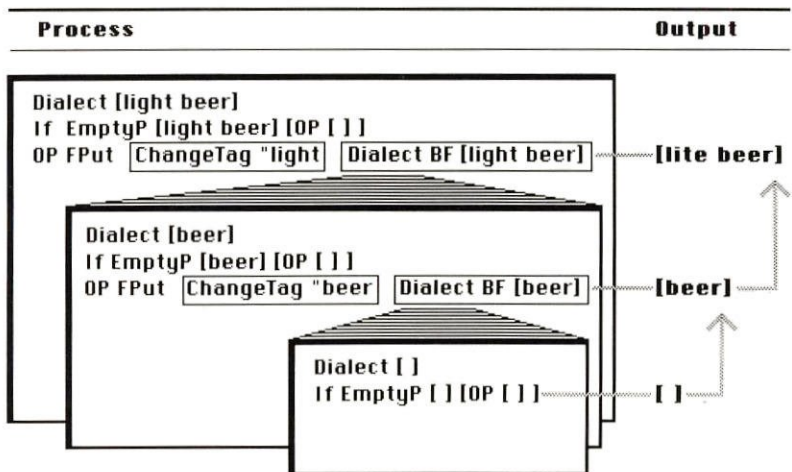 Process Output
Dialect [light beer]
If EmptyP [light beer] [OP [ ] ]
OP FPut ChangeTag "light Dialect BF [light beer] [lite beer]
Dialect [beer]
If EmptyP [beer] [OP [ ] ]
OP FPut ChangeTag "beer Dialect BF [beer] [beer]
Dialect [ ]
If EmptyP [ ] [OP [ ] ] [ ]